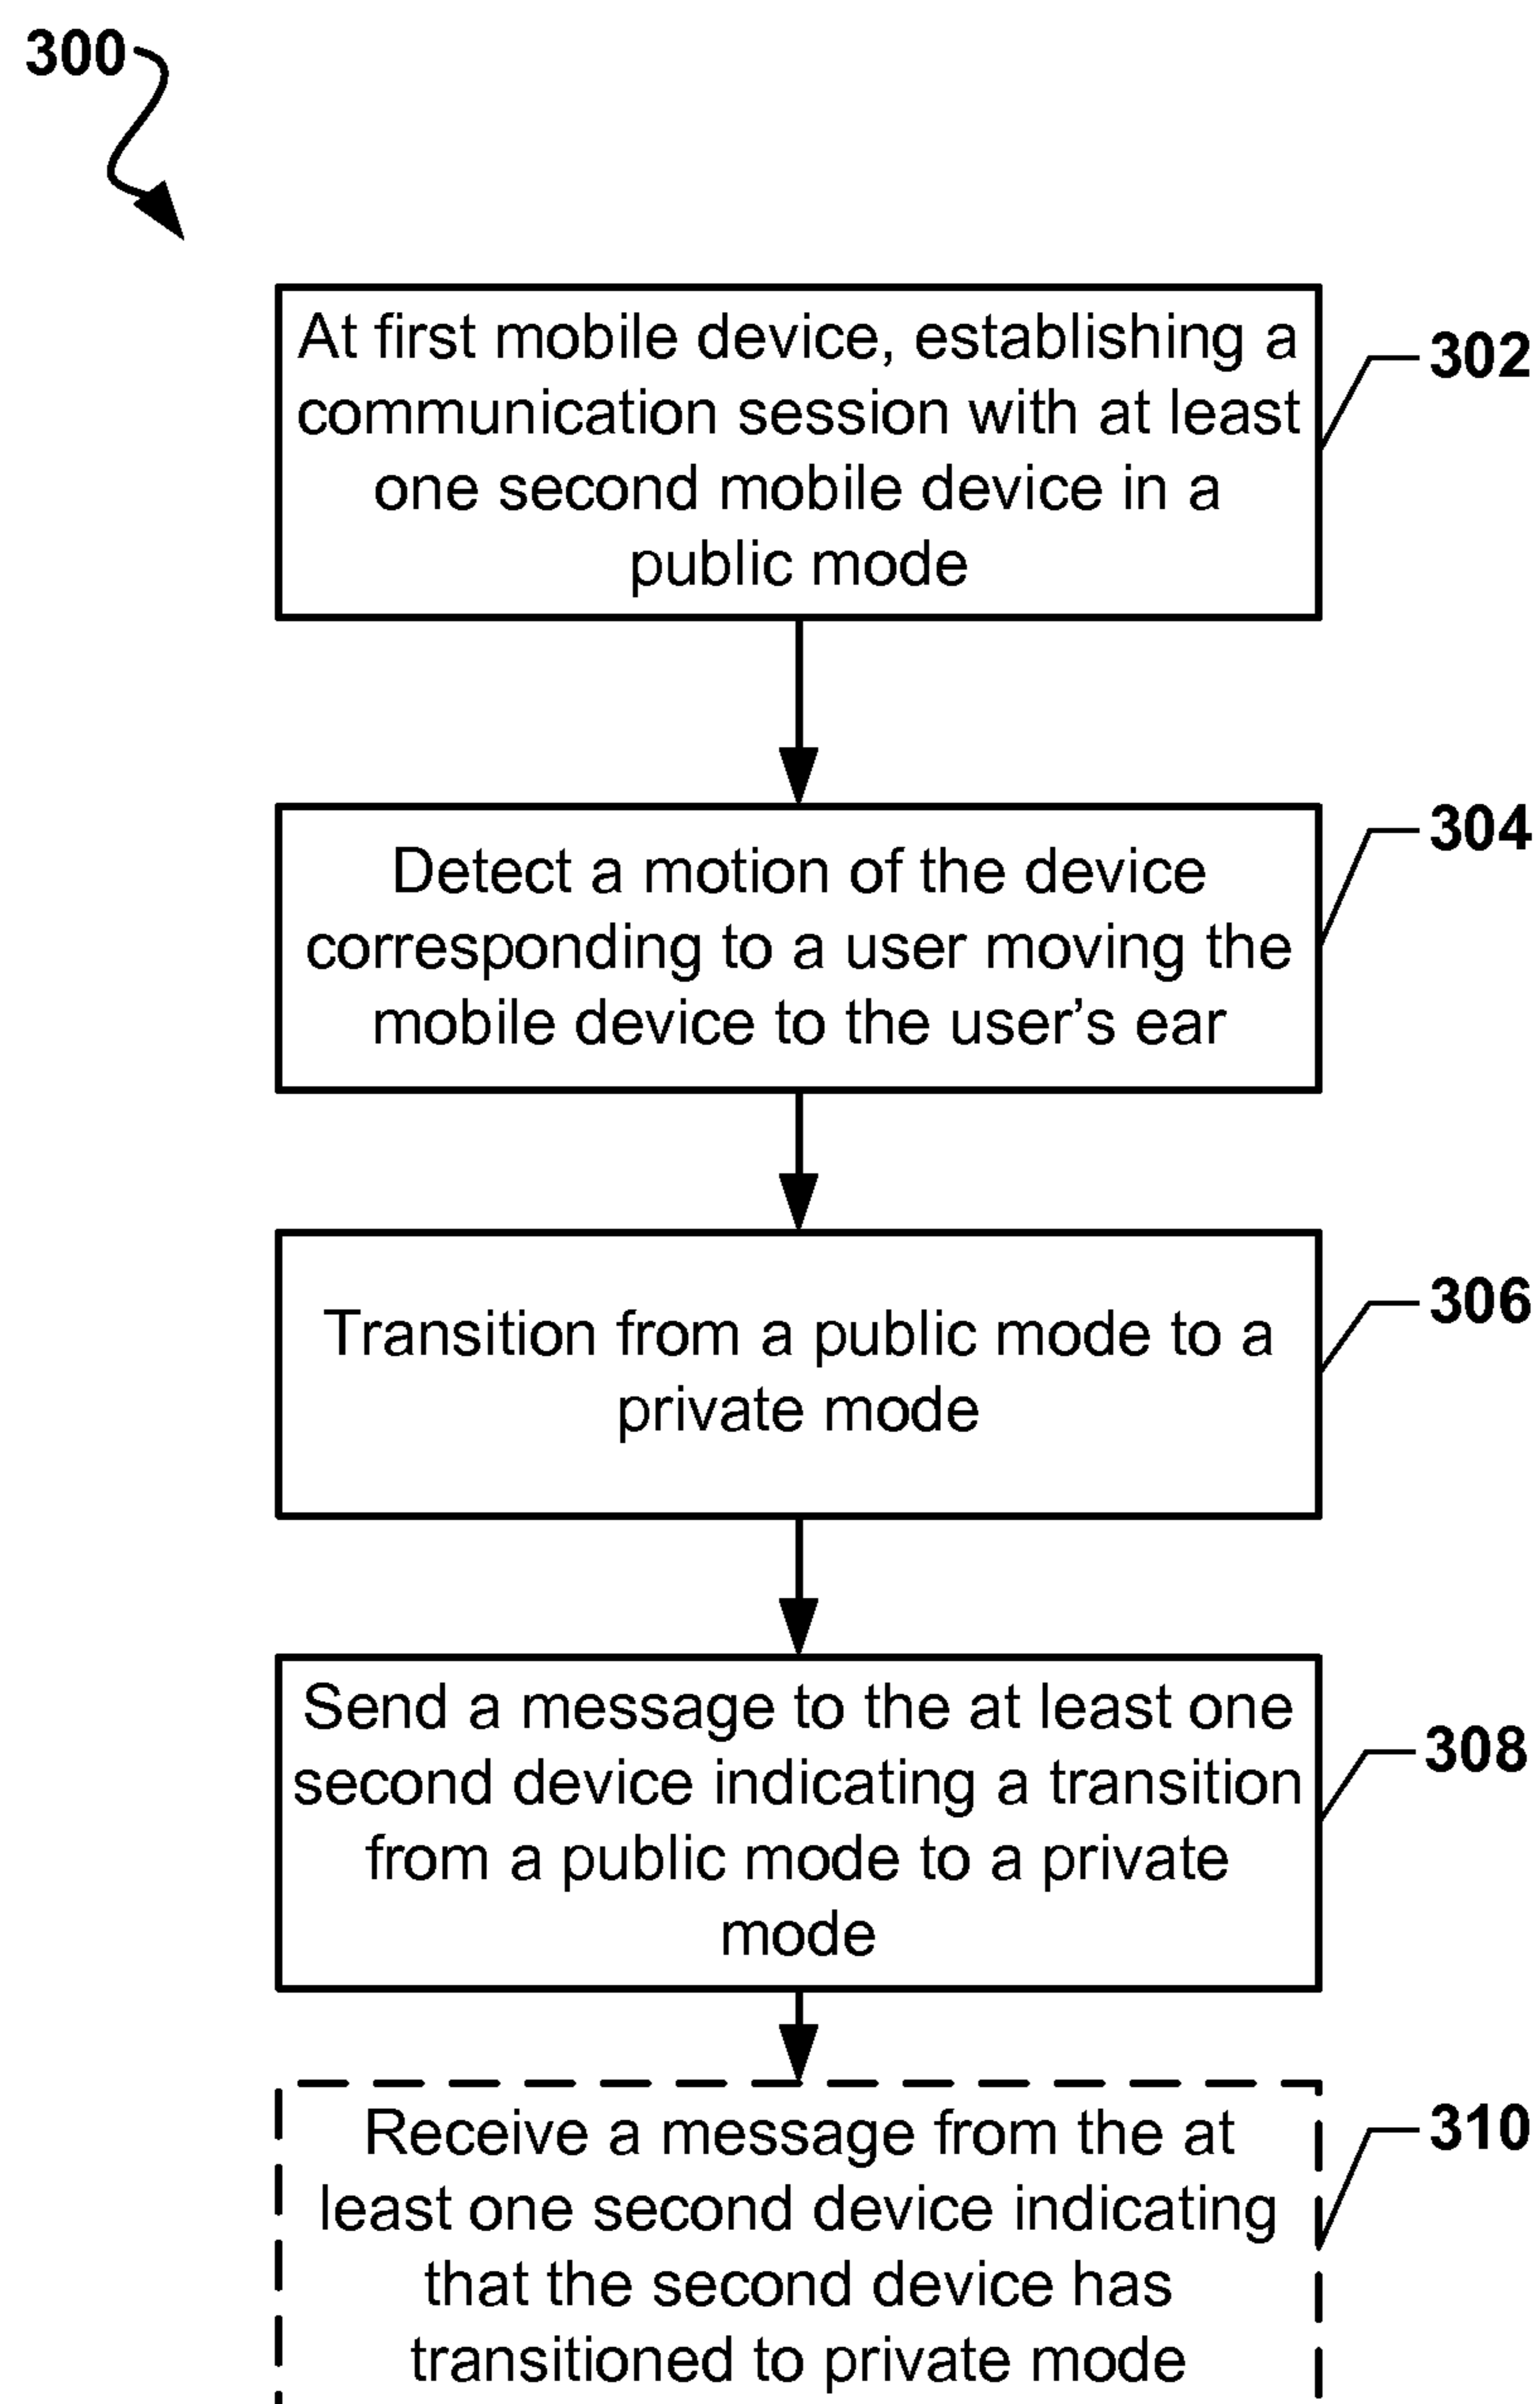 300
At first mobile device, establishing a
communication session with at least
one second mobile device in a
public mode
302
Detect a motion of the device
corresponding to a user moving the
mobile device to the user’s ear
304
Transition from a public mode to a
private mode
306
Send a message to the at least one
second device indicating a transition
from a public mode to a private
mode
308
Receive a message from the at
least one second device indicating
that the second device has
transitioned to private mode
310